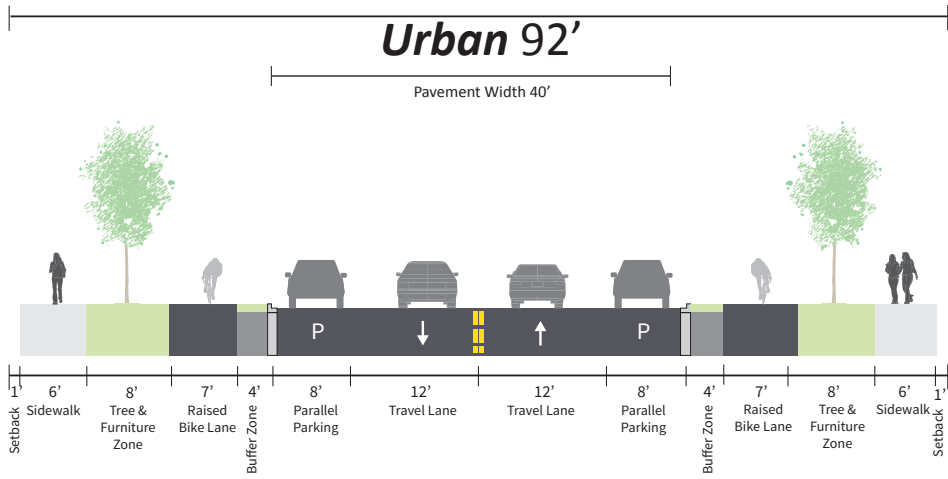 Urban 92’
Pavement Width 40’
P
P
1’
Setback
6’
Sidewalk
8’
Tree &
Furniture
Zone
7’
Raised
Bike Lane
4’
Buffer Zone
8’
Parallel
Parking
12’
Travel Lane
12’
Travel Lane
8’
Parallel
Parking
4’
Buffer Zone
7’
Raised
Bike Lane
8’
Tree &
Furniture
Zone
6’
Sidewalk
1’
Setback